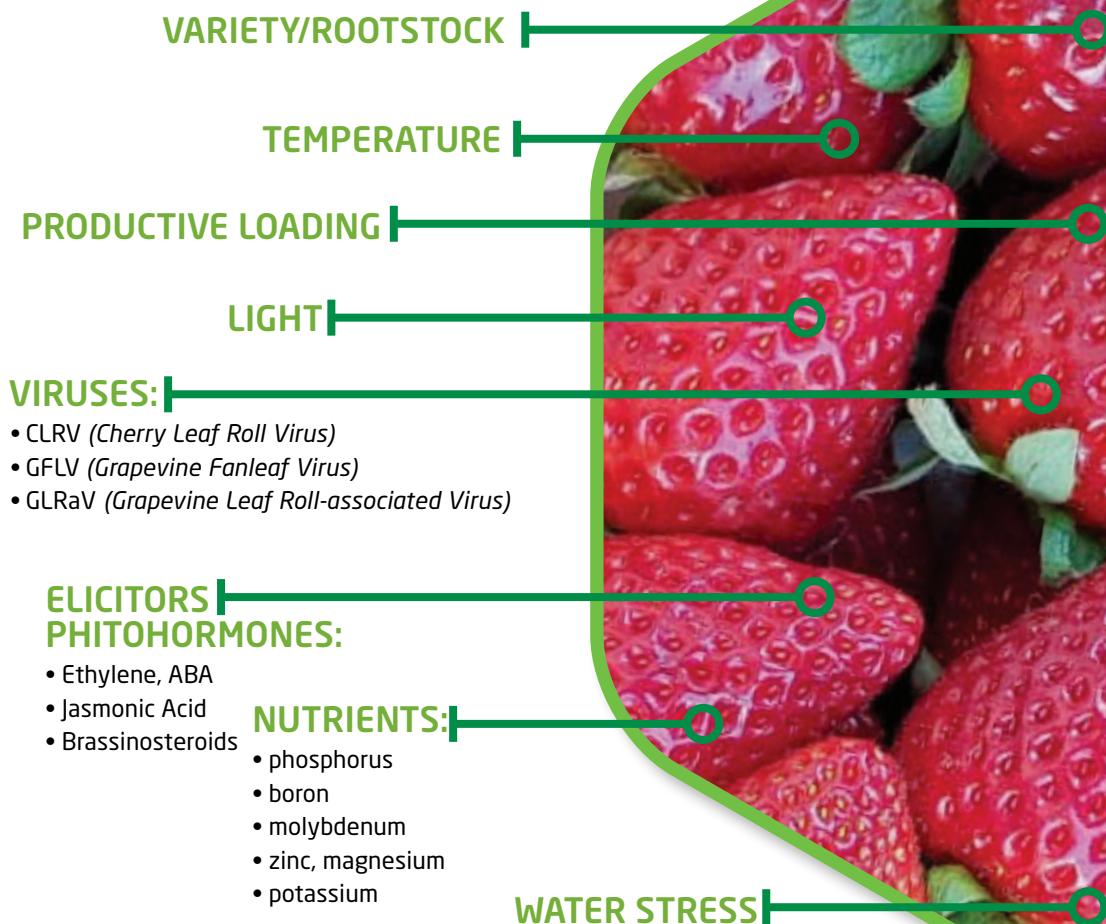 VARIETY/ROOTSTOCK
TEMPERATURE
PRODUCTIVE LOADING
LIGHT
VIRUSES:
• CLRV (Cherry Leaf Roll Virus)
• GFLV (Grapevine Fanleaf Virus)
• GLRaV (Grapevine Leaf Roll-associated Virus)
ELICITORS
PHITOHORMONES:
• Ethylene, ABA
• Jasmonic Acid
• Brassinosteroids
NUTRIENTS:
• phosphorus
• boron
• molybdenum
• zinc, magnesium
• potassium
WATER STRESS